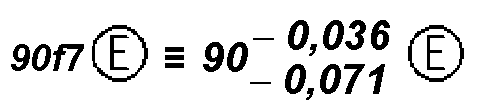 90f7 Ⓔ ≡ 90 − 0,036 − 0,071 Ⓔ